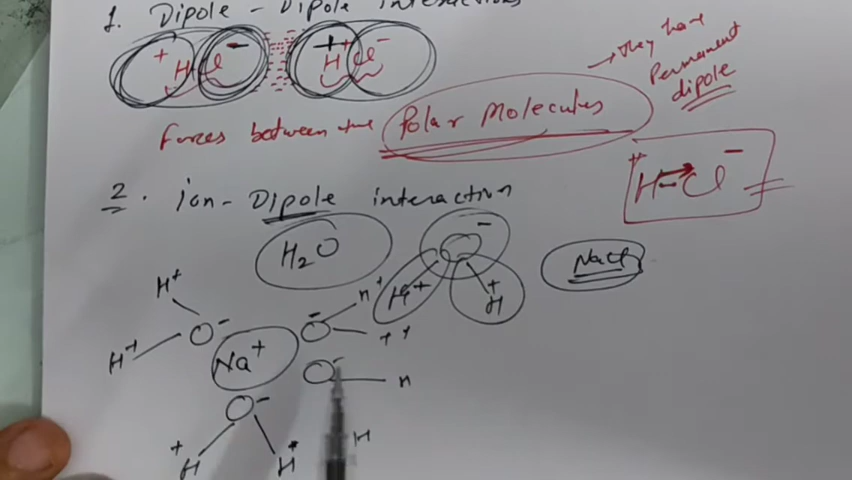 1. Dipole - Dipole interactions
+ H Cl - + H + Cl -
→ they have
Permanent
dipole
Forces between the Polar Molecules
+ H → Cl -
2. ion-Dipole interaction
H2O
O -
H+ + H
NaCl
H+
H+ O -
- O H+
+ +
Na+
O - H
O -
+ H H +
H